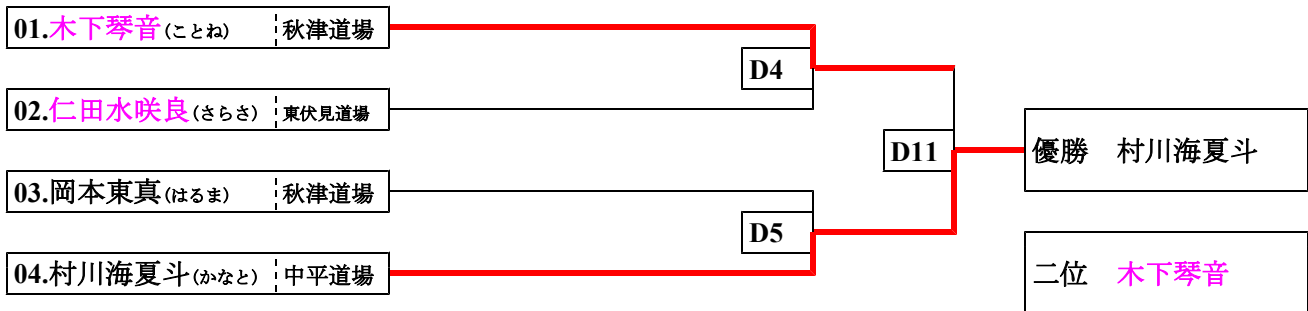 01.木下琴音(ことね) 秋津道場
D4
02.仁田水咲良(さらさ) 東伏見道場
D11
優勝 村川海夏斗
03.岡本東真(はるま) 秋津道場
D5
04.村川海夏斗(かなと) 中平道場
二位 木下琴音